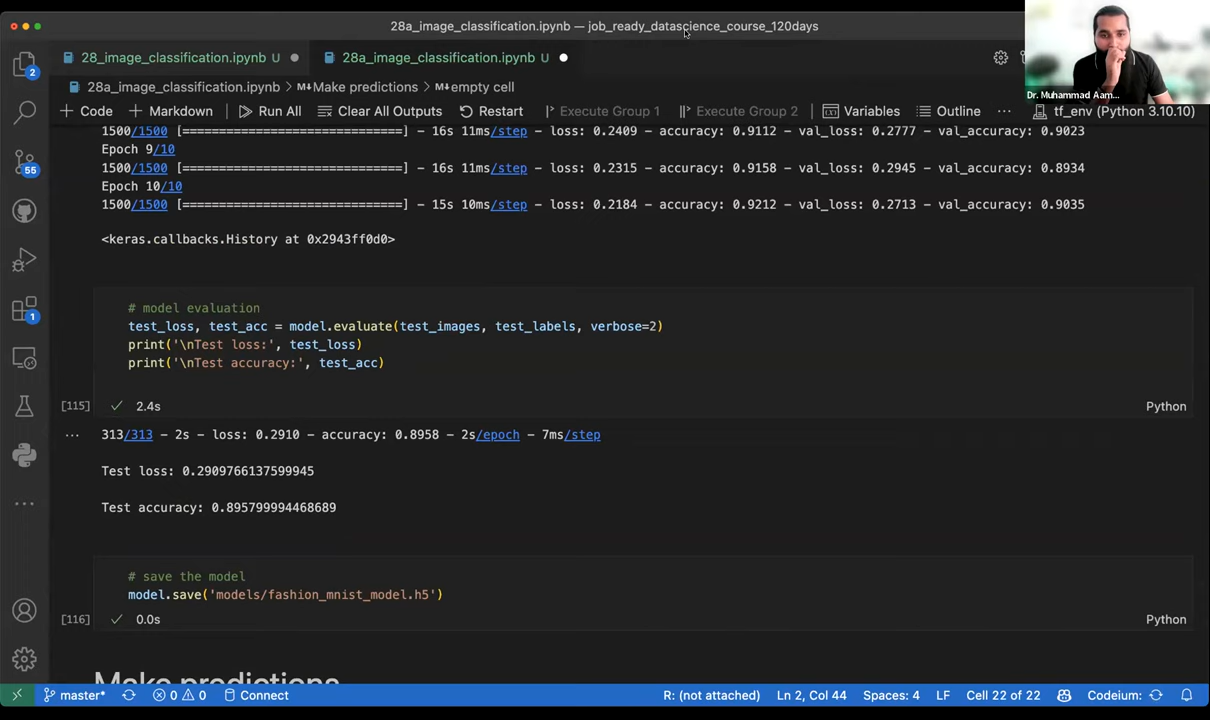 28a_image_classification.ipynb — job_ready_datascience_course_120days
28_image_classification.ipynb U
28a_image_classification.ipynb U
28a_image_classification.ipynb > M↓Make predictions > M↓empty cell
+ Code + Markdown Run All Clear All Outputs Restart Execute Group 1 Execute Group 2 Variables Outline ... tf_env (Python 3.10.10)
Dr. Muhammad Aam...
1500/1500 [==============================] - 16s 11ms/step - loss: 0.2409 - accuracy: 0.9112 - val_loss: 0.2777 - val_accuracy: 0.9023
Epoch 9/10
1500/1500 [==============================] - 16s 11ms/step - loss: 0.2315 - accuracy: 0.9158 - val_loss: 0.2945 - val_accuracy: 0.8934
Epoch 10/10
1500/1500 [==============================] - 15s 10ms/step - loss: 0.2184 - accuracy: 0.9212 - val_loss: 0.2713 - val_accuracy: 0.9035
<keras.callbacks.History at 0x2943ff0d0>
# model evaluation
test_loss, test_acc = model.evaluate(test_images, test_labels, verbose=2)
print('\nTest loss:', test_loss)
print('\nTest accuracy:', test_acc)
[115] 2.4s Python
... 313/313 - 2s - loss: 0.2910 - accuracy: 0.8958 - 2s/epoch - 7ms/step
Test loss: 0.2909766137599945
Test accuracy: 0.895799994468689
# save the model
model.save('models/fashion_mnist_model.h5')
[116] 0.0s Python
Make predictions
2
55
1
master* 0 0 Connect R: (not attached) Ln 2, Col 44 Spaces: 4 LF Cell 22 of 22 Codeium: